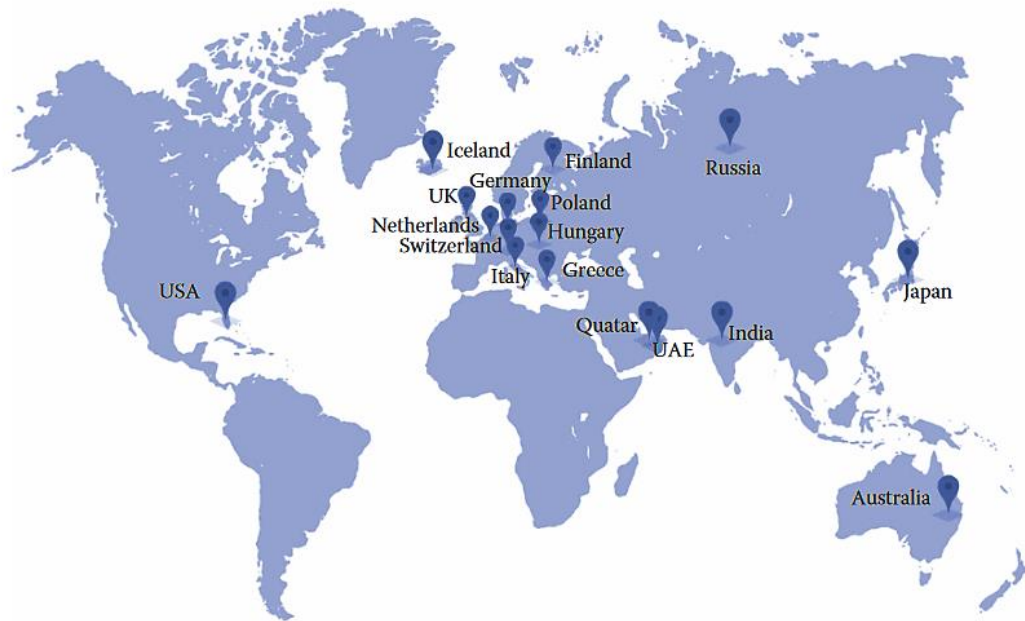 Iceland
Finland
Russia
Germany
UK
Poland
Netherlands
Hungary
Switzerland
Italy
Greece
USA
Japan
Quatar
India
UAE
Australia